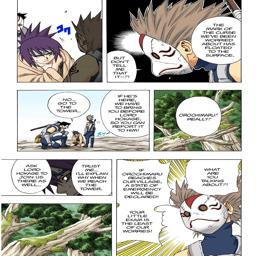 THE MARK
OF THE CURSE
WE'VE BEEN
WORRIED
ABOUT HAS
FLOATED
TO THE
SURFACE.
BUT
DON'T
TELL ME
THAT
IT--!?
IF HE'S
HERE,
WE HAVE
TO BRING
YOU BEFORE
LORD
HOKAGE
SO YOU CAN
REPORT IT
TO HIM!
NO...
GO TO
THE
TOWER...
OROCHIMARU?
REALLY?
WHAT
ARE
YOU
TALKING
ABOUT?!
IF
OROCHIMARU
REACHES
OUR VILLAGE,
A STATE OF
EMERGENCY
WILL BE
DECLARED!
YOUR
LITTLE
EXAM IS
THE LEAST
OF OUR
WORRIES!
TRUST
ME...
I'LL EXPLAIN
WHY WHEN
WE REACH
THE
TOWER.
ASK
LORD
HOKAGE TO
JOIN US
THERE AS
WELL...